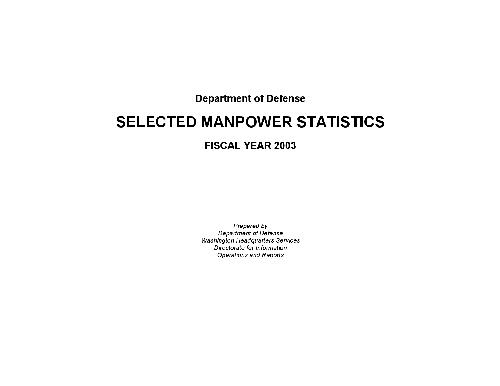 Department of Defense
SELECTED MANPOWER STATISTICS
FISCAL YEAR 2003
Prepared by
Department of Defense
Washington Headquarters Services
Directorate for Information
Operations and Reports